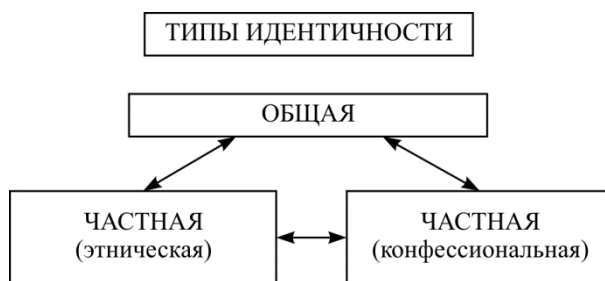 ТИПЫ ИДЕНТИЧНОСТИ
ОБЩАЯ
ЧАСТНАЯ
(этническая)
ЧАСТНАЯ
(конфессиональная)